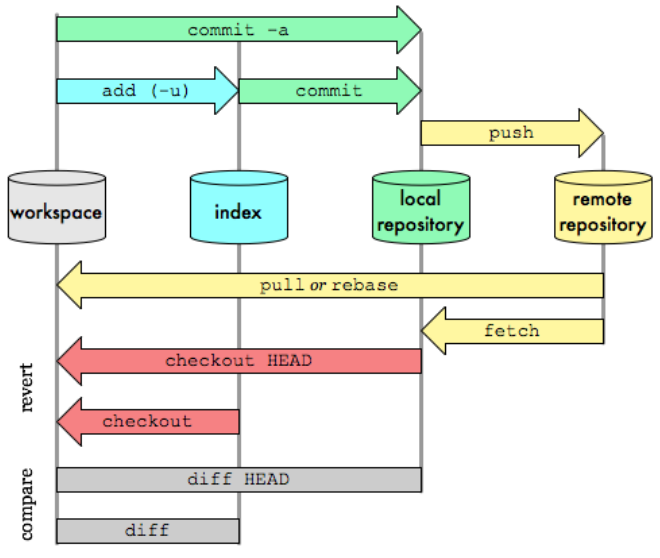 commit -a
add (-u)
commit
push
workspace
index
local
repository
remote
repository
pull or rebase
fetch
revert
checkout HEAD
checkout
compare
diff HEAD
diff